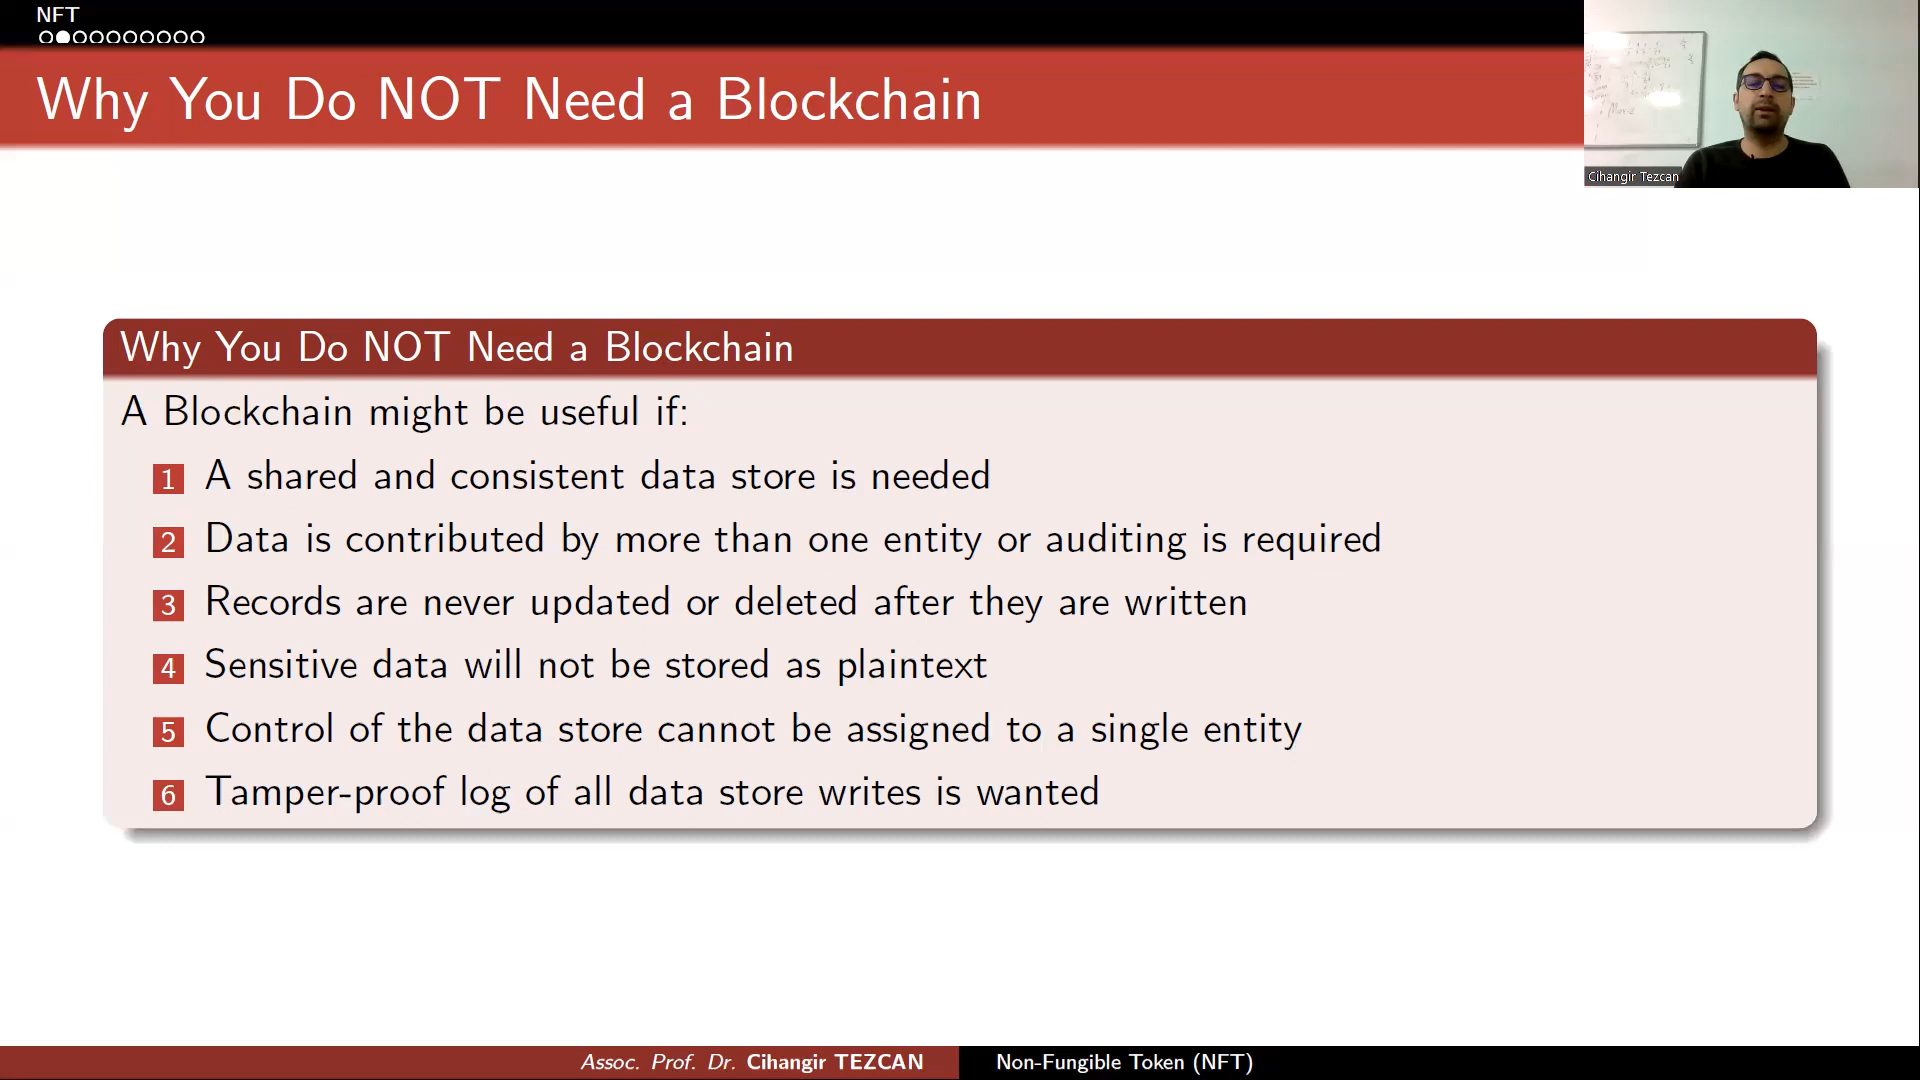 NFT
Why You Do NOT Need a Blockchain
Cihangir Tezcan
Why You Do NOT Need a Blockchain
A Blockchain might be useful if:
1 A shared and consistent data store is needed
2 Data is contributed by more than one entity or auditing is required
3 Records are never updated or deleted after they are written
4 Sensitive data will not be stored as plaintext
5 Control of the data store cannot be assigned to a single entity
6 Tamper-proof log of all data store writes is wanted
Assoc. Prof. Dr. Cihangir TEZCAN
Non-Fungible Token (NFT)